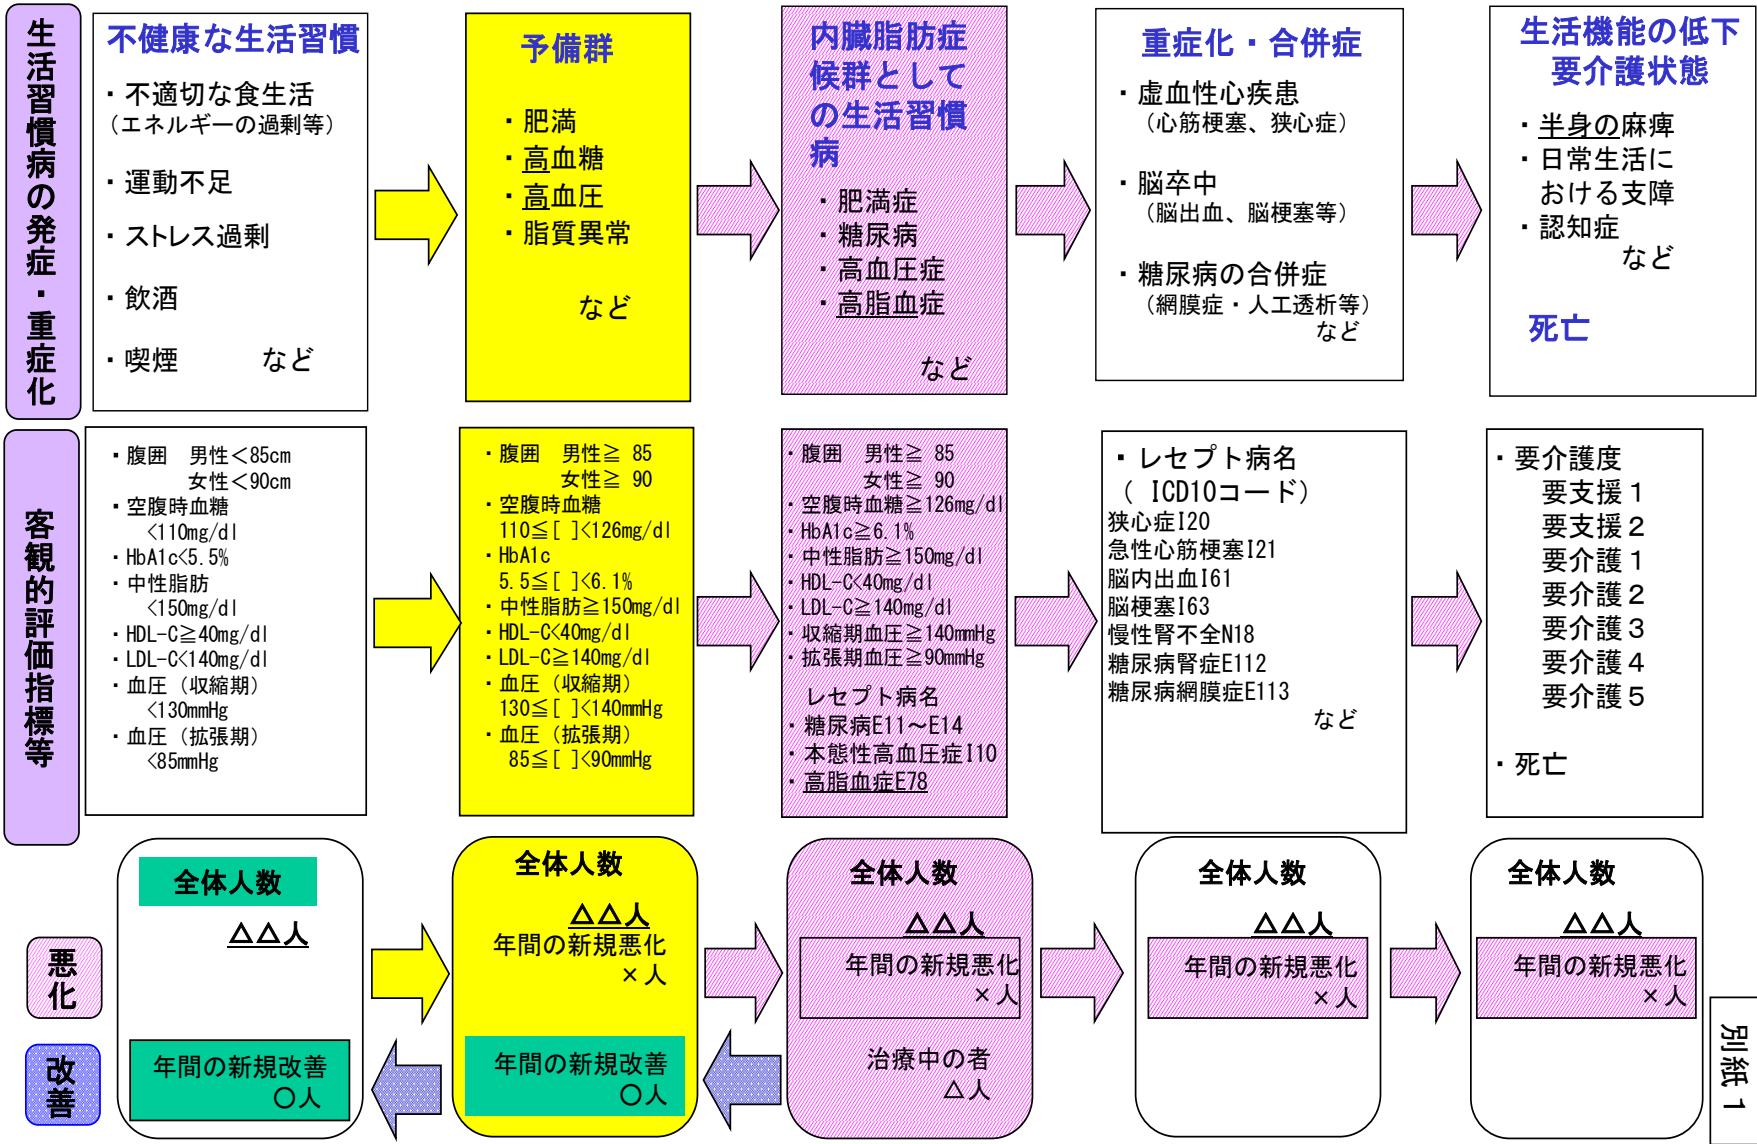 生活習慣病の発症・重症化
不健康な生活習慣
・不適切な食生活
（エネルギーの過剰等）
・運動不足
・ストレス過剰
・飲酒
・喫煙　　　など
予備群
・肥満
・高血糖
・高血圧
・脂質異常
など
内臓脂肪症
候群として
の生活習慣
病
・肥満症
・糖尿病
・高血圧症
・高脂血症
など
重症化・合併症
・虚血性心疾患
（心筋梗塞、狭心症）
・脳卒中
（脳出血、脳梗塞等）
・糖尿病の合併症
（網膜症・人工透析等）
など
生活機能の低下
要介護状態
・半身の麻痺
・日常生活に
おける支障
・認知症
など
死亡
客観的評価指標等
・腹囲　男性＜85cm
女性＜90cm
・空腹時血糖
<110mg/dl
・HbA1c<5.5%
・中性脂肪
<150mg/dl
・HDL-C≧40mg/dl
・LDL-C<140mg/dl
・血圧（収縮期）
<130mmHg
・血圧（拡張期）
<85mmHg
・腹囲　男性≧ 85
女性≧ 90
・空腹時血糖
110≦[ ]<126mg/dl
・HbA1c
5.5≦[ ]<6.1%
・中性脂肪≧150mg/dl
・HDL-C<40mg/dl
・LDL-C≧140mg/dl
・血圧（収縮期）
130≦[ ]<140mmHg
・血圧（拡張期）
85≦[ ]<90mmHg
・腹囲　男性≧ 85
女性≧ 90
・空腹時血糖≧126mg/dl
・HbA1c≧6.1%
・中性脂肪≧150mg/dl
・HDL-C<40mg/dl
・LDL-C≧140mg/dl
・収縮期血圧≧140mmHg
・拡張期血圧≧90mmHg
レセプト病名
・糖尿病E11～E14
・本態性高血圧症I10
・高脂血症E78
・レセプト病名
（ ICD10コード）
狭心症I20
急性心筋梗塞I21
脳内出血I61
脳梗塞I63
慢性腎不全N18
糖尿病腎症E112
糖尿病網膜症E113
など
・要介護度
要支援１
要支援２
要介護１
要介護２
要介護３
要介護４
要介護５
・死亡
悪化
改善
全体人数
△△人
年間の新規改善
〇人
全体人数
△△人
年間の新規悪化
×人
年間の新規改善
〇人
全体人数
△△人
年間の新規悪化
×人
治療中の者
△人
全体人数
△△人
年間の新規悪化
×人
全体人数
△△人
年間の新規悪化
×人
別紙１